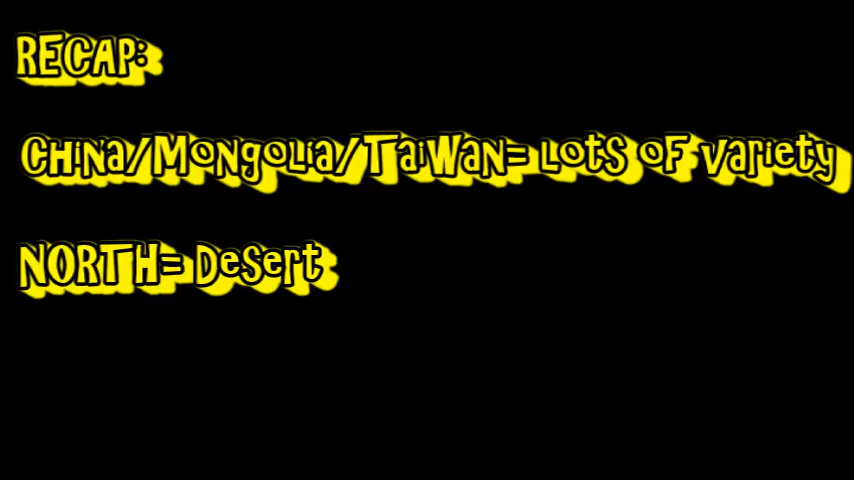 RECAP:
CHiNa/MoNgoLia/TaiWaN= LotS oF variety
NORTH= DeSert